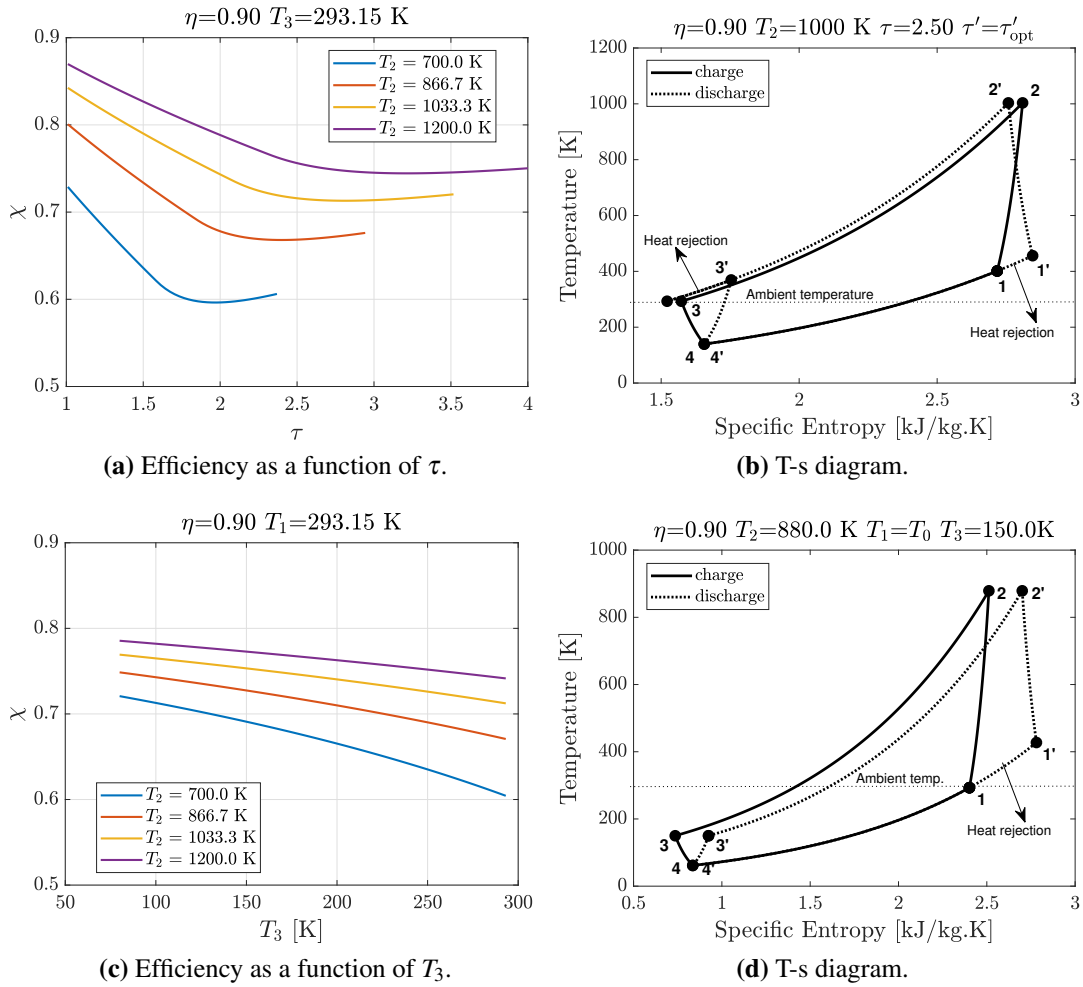 η=0.90 T3=293.15 K
0.9
0.8
0.7
0.6
0.5
χ
T2 = 700.0 K
T2 = 866.7 K
T2 = 1033.3 K
T2 = 1200.0 K
1 1.5 2 2.5 3 3.5 4
τ
(a) Efficiency as a function of τ.
η=0.90 T2=1000 K τ=2.50 τ′=τ′opt
1200
1000
800
600
400
200
0
Temperature [K]
charge
discharge
2' 2
Heat rejection
3'
Ambient temperature
1'
1
3
Heat rejection
4 4'
1.5 2 2.5 3
Specific Entropy [kJ/kg.K]
(b) T-s diagram.
η=0.90 T1=293.15 K
0.9
0.8
0.7
0.6
0.5
χ
T2 = 700.0 K
T2 = 866.7 K
T2 = 1033.3 K
T2 = 1200.0 K
50 100 150 200 250 300
T3 [K]
(c) Efficiency as a function of T3.
η=0.90 T2=880.0 K T1=T0 T3=150.0K
1000
800
600
400
200
0
Temperature [K]
charge
discharge
2 2'
1'
Ambient temp.
1
Heat rejection
3 3'
4 4'
0.5 1 1.5 2 2.5 3
Specific Entropy [kJ/kg.K]
(d) T-s diagram.